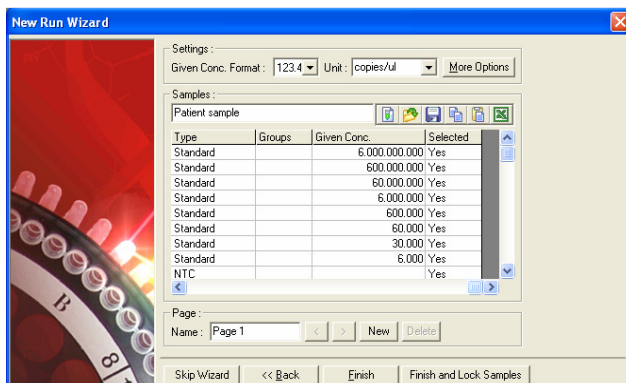 New Run Wizard
Settings :
Given Conc. Format : 123.4 Unit : copies/ul More Options
Samples :
Patient sample
Type Groups Given Conc. Selected
Standard 6.000.000.000 Yes
Standard 600.000.000 Yes
Standard 60.000.000 Yes
Standard 6.000.000 Yes
Standard 600.000 Yes
Standard 60.000 Yes
Standard 30.000 Yes
Standard 6.000 Yes
NTC Yes
Page :
Name : Page 1 < > New Delete
Skip Wizard << Back Finish Finish and Lock Samples
B
8